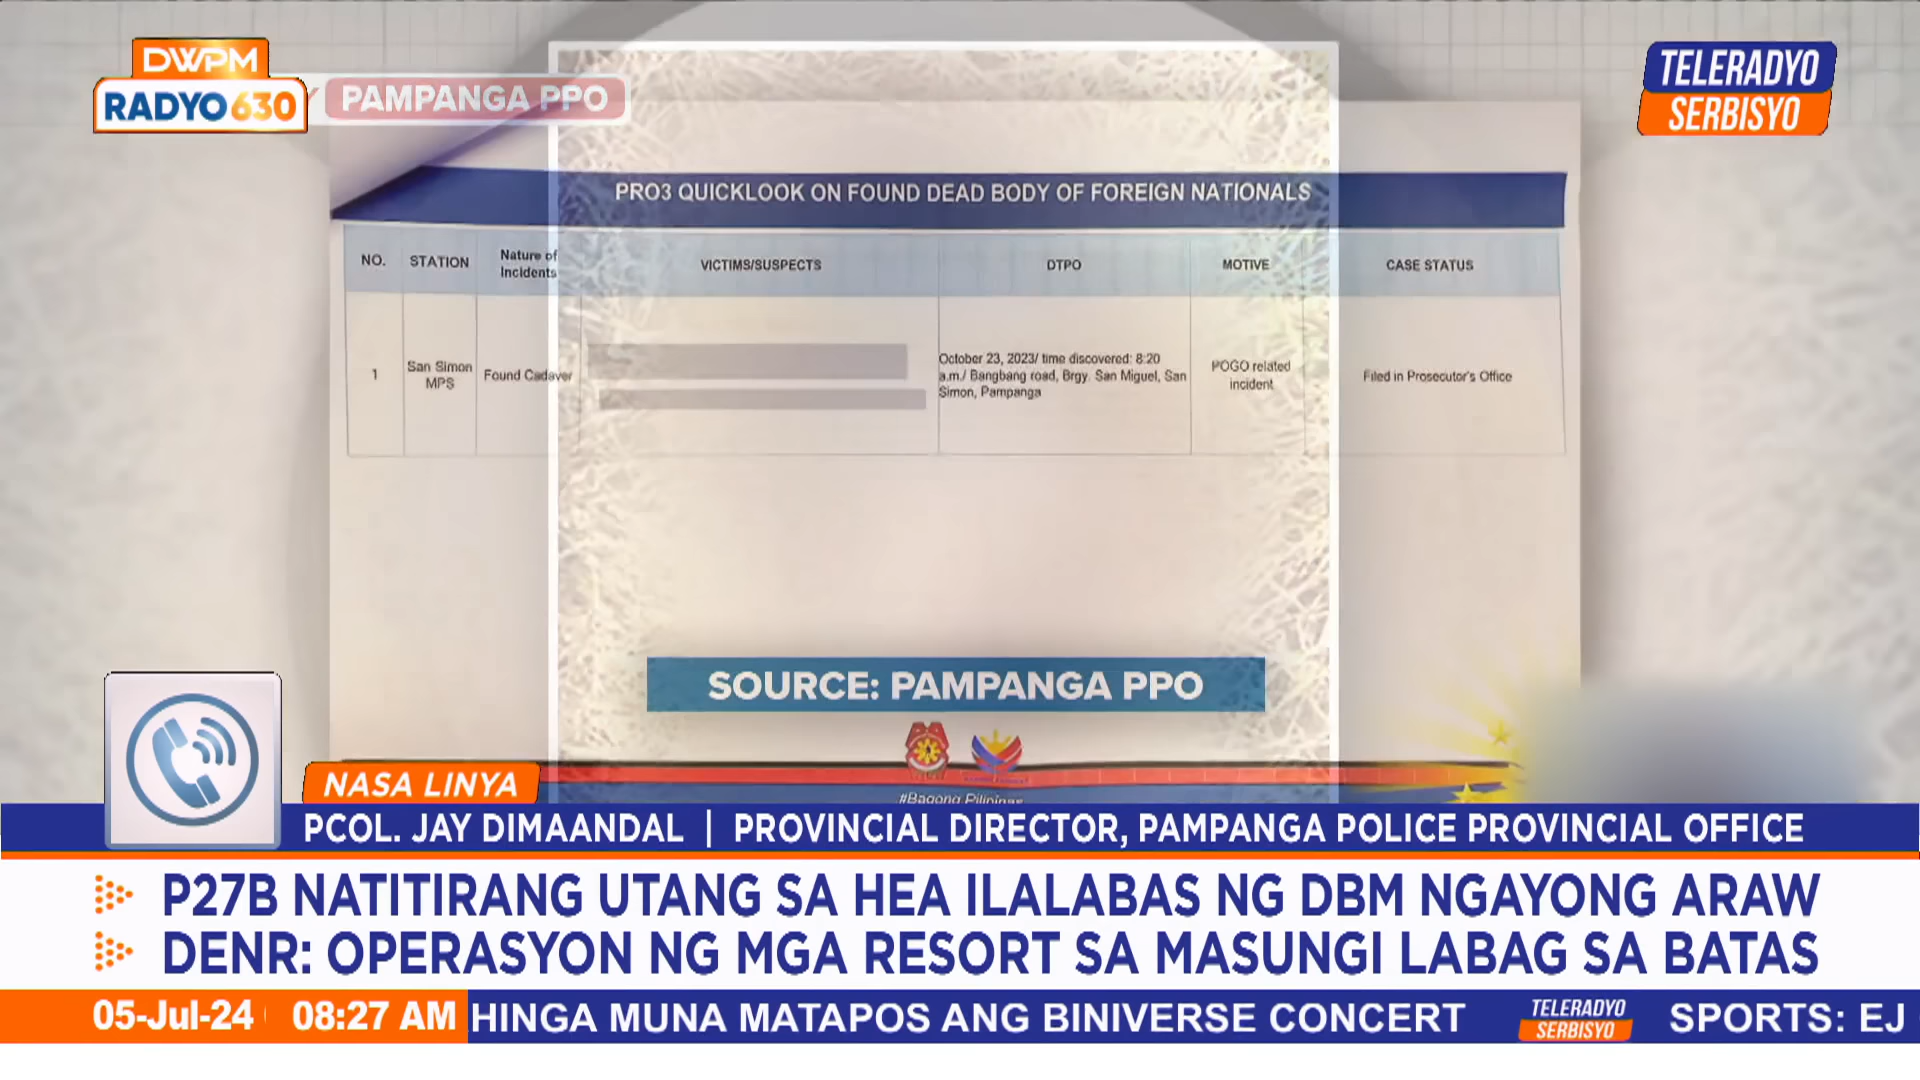 DWPM
RADYO 630
PAMPANGA PPO
TELERADYO
SERBISYO
PRO3 QUICKLOOK ON FOUND DEAD BODY OF FOREIGN NATIONALS
NO.
STATION
Nature of
Incidents
VICTIMS/SUSPECTS
DTPO
MOTIVE
CASE STATUS
1
San Simon
MPS
Found Cadaver
October 23, 2023/ time discovered: 8:20
a.m./ Bangbang road, Brgy. San Miguel, San
Simon, Pampanga
POGO related
incident
Filed in Prosecutor's Office
SOURCE: PAMPANGA PPO
#Bagong Pilipinas
NASA LINYA
PCOL. JAY DIMAANDAL | PROVINCIAL DIRECTOR, PAMPANGA POLICE PROVINCIAL OFFICE
P27B NATITIRANG UTANG SA HEA ILALABAS NG DBM NGAYONG ARAW
DENR: OPERASYON NG MGA RESORT SA MASUNGI LABAG SA BATAS
05-Jul-24 08:27 AM HINGA MUNA MATAPOS ANG BINIVERSE CONCERT TELERADYO SERBISYO SPORTS: EJ